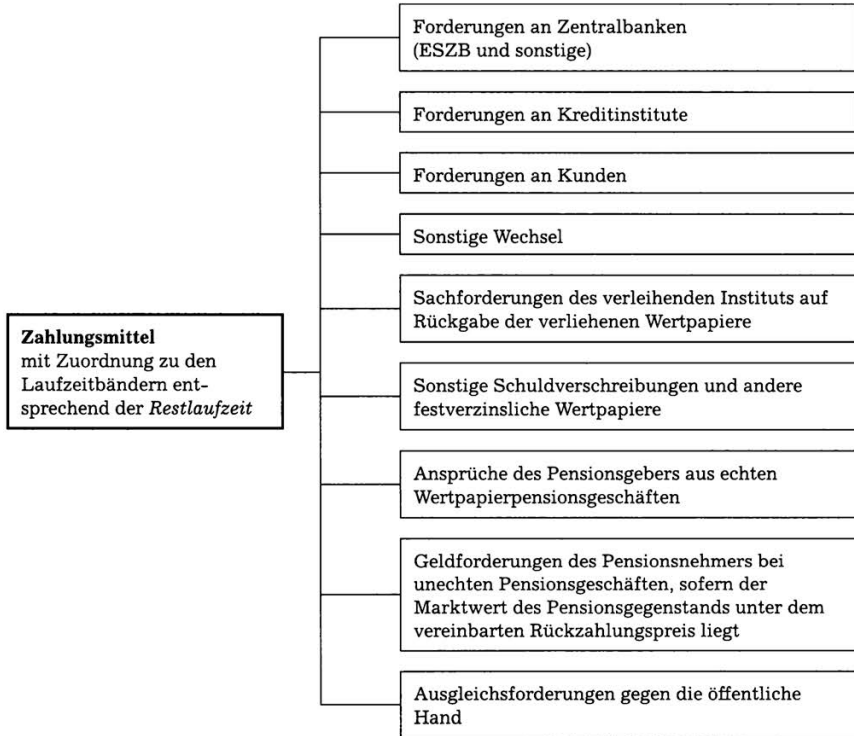 Zahlungsmittel
mit Zuordnung zu den
Laufzeitbändern ent-
sprechend der Restlaufzeit
Forderungen an Zentralbanken
(ESZB und sonstige)
Forderungen an Kreditinstitute
Forderungen an Kunden
Sonstige Wechsel
Sachforderungen des verleihenden Instituts auf
Rückgabe der verliehenen Wertpapiere
Sonstige Schuldverschreibungen und andere
festverzinsliche Wertpapiere
Ansprüche des Pensionsgebers aus echten
Wertpapierpensionsgeschäften
Geldforderungen des Pensionsnehmers bei
unechten Pensionsgeschäften, sofern der
Marktwert des Pensionsgegenstands unter dem
vereinbarten Rückzahlungspreis liegt
Ausgleichsforderungen gegen die öffentliche
Hand